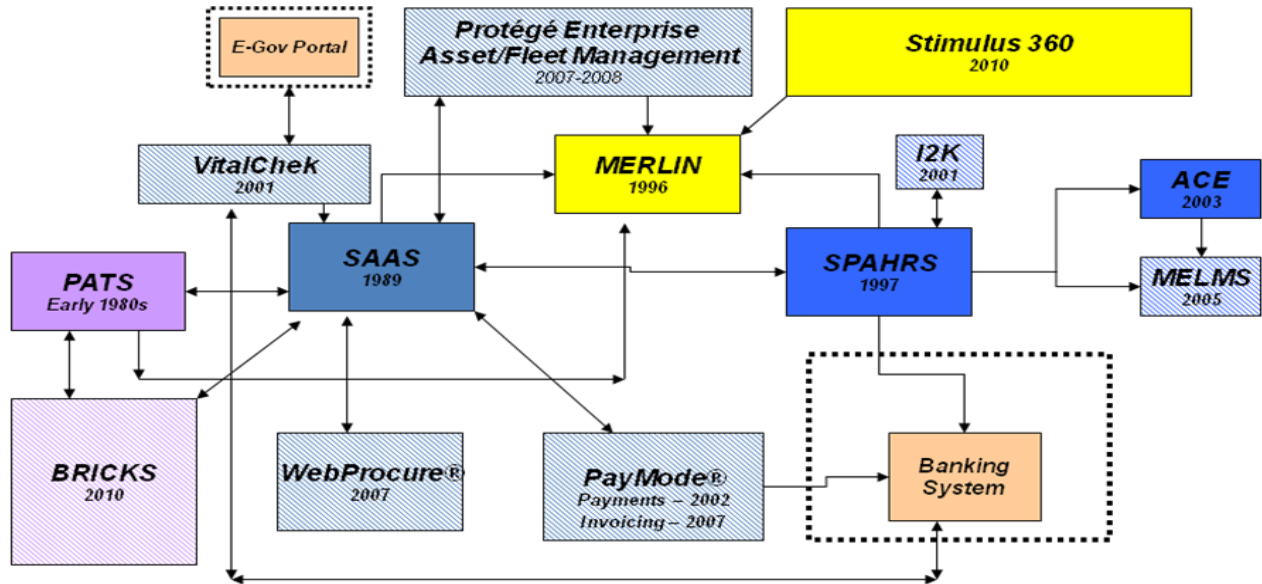 E-Gov Portal
Protégé Enterprise
Asset/Fleet Management
2007-2008
Stimulus 360
2010
VitalChek
2001
MERLIN
1996
I2K
2001
ACE
2003
PATS
Early 1980s
SAAS
1989
SPAHRS
1997
MELMS
2005
BRICKS
2010
WebProcure®
2007
PayMode®
Payments – 2002
Invoicing – 2007
Banking
System